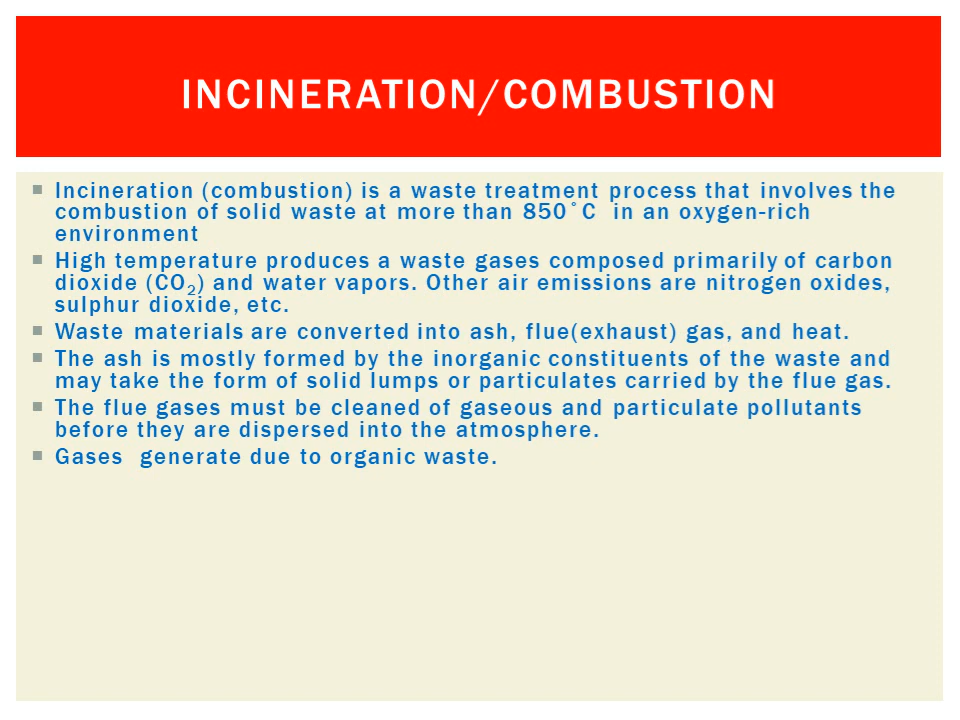 INCINERATION/COMBUSTION
Incineration (combustion) is a waste treatment process that involves the
combustion of solid waste at more than 850˚C in an oxygen-rich
environment
High temperature produces a waste gases composed primarily of carbon
dioxide (CO₂) and water vapors. Other air emissions are nitrogen oxides,
sulphur dioxide, etc.
Waste materials are converted into ash, flue(exhaust) gas, and heat.
The ash is mostly formed by the inorganic constituents of the waste and
may take the form of solid lumps or particulates carried by the flue gas.
The flue gases must be cleaned of gaseous and particulate pollutants
before they are dispersed into the atmosphere.
Gases generate due to organic waste.